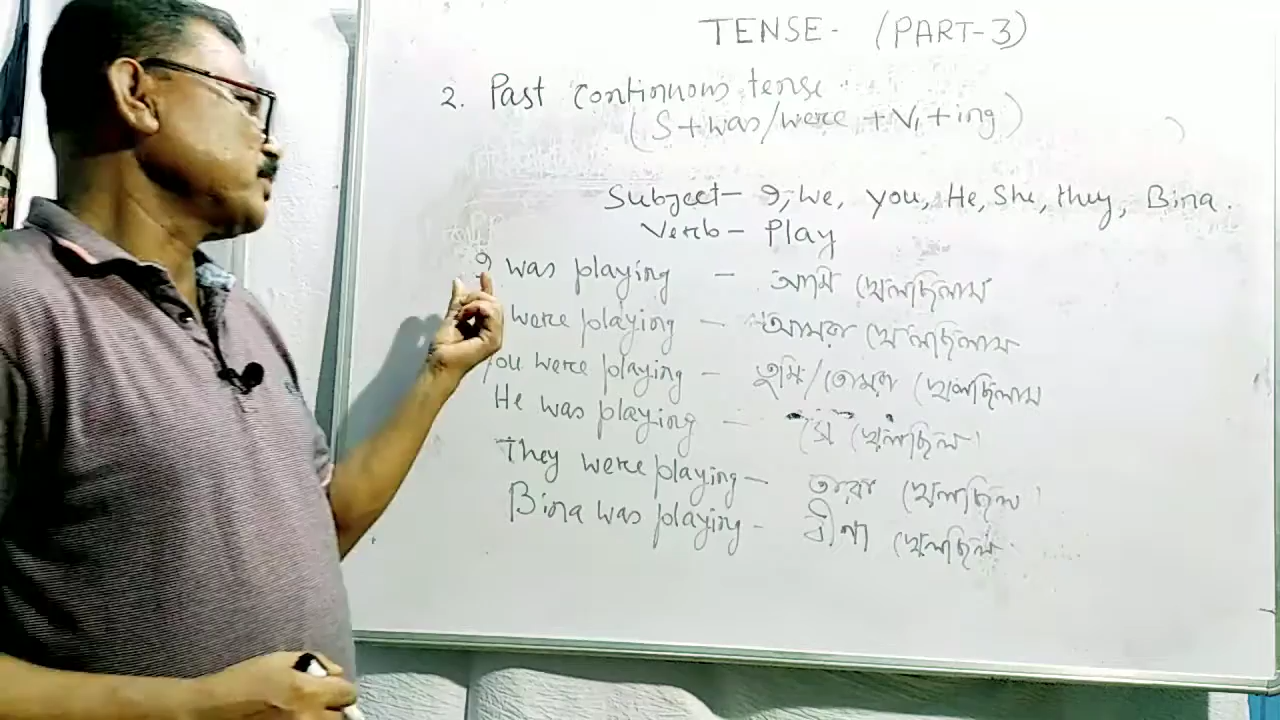 TENSE- (PART-3)
2. Past continuous tense
(S+was/were +V₁+ing)
Subject- I, We, you, He, She, they, Bina.
Verb- Play
I was playing - আমি খেলছিলাম
were playing - আমরা খেলছিলাম
you were playing - তুমি/তোমরা খেলছিলাম
He was playing - সে খেলছিল।
They were playing- তারা খেলছিল।
Bina was playing- বীণা খেলছিল